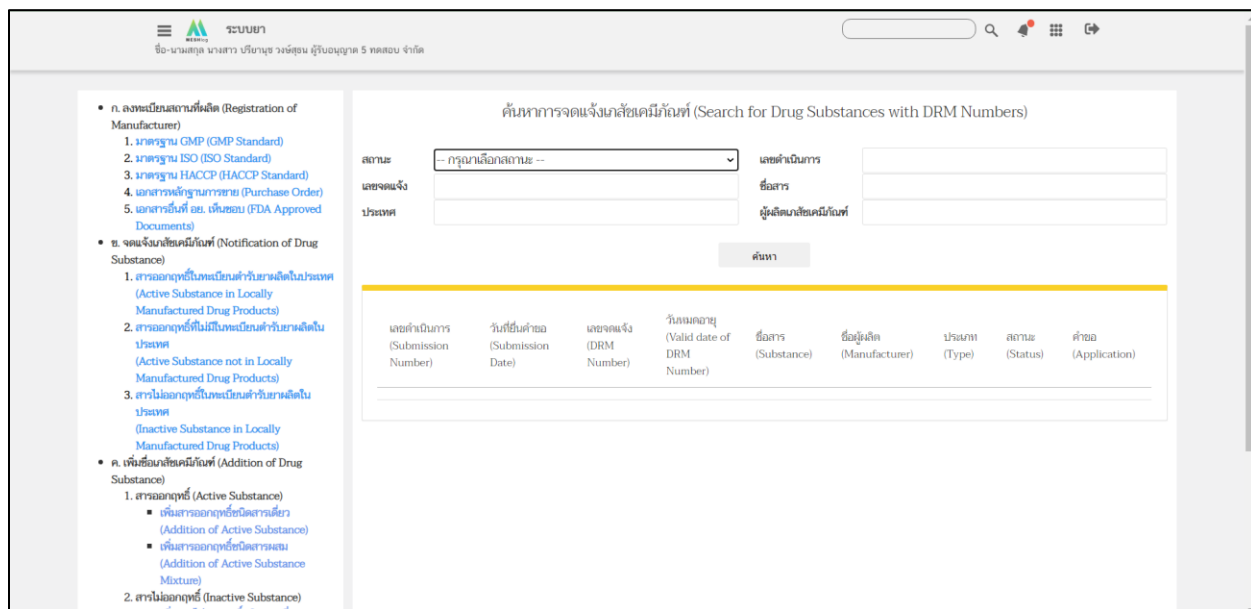 ระบบยา
MESHlog
ชื่อ-นามสกุล นางสาว ปรียานุช วงษ์สุธน ผู้รับอนุญาต 5 ทดสอบ จำกัด
ก. ลงทะเบียนสถานที่ผลิต (Registration of
Manufacturer)
1. มาตรฐาน GMP (GMP Standard)
2. มาตรฐาน ISO (ISO Standard)
3. มาตรฐาน HACCP (HACCP Standard)
4. เอกสารหลักฐานการขาย (Purchase Order)
5. เอกสารอื่นที่ อย. เห็นชอบ (FDA Approved
Documents)
ข. จดแจ้งเภสัชเคมีภัณฑ์ (Notification of Drug
Substance)
1. สารออกฤทธิ์ในทะเบียนตำรับยาผลิตในประเทศ
(Active Substance in Locally
Manufactured Drug Products)
2. สารออกฤทธิ์ที่ไม่มีในทะเบียนตำรับยาผลิตใน
ประเทศ
(Active Substance not in Locally
Manufactured Drug Products)
3. สารไม่ออกฤทธิ์ในทะเบียนตำรับยาผลิตใน
ประเทศ
(Inactive Substance in Locally
Manufactured Drug Products)
ค. เพิ่มชื่อเภสัชเคมีภัณฑ์ (Addition of Drug
Substance)
1. สารออกฤทธิ์ (Active Substance)
เพิ่มสารออกฤทธิ์ชนิดสารเดี่ยว
(Addition of Active Substance)
เพิ่มสารออกฤทธิ์ชนิดสารผสม
(Addition of Active Substance
Mixture)
2. สารไม่ออกฤทธิ์ (Inactive Substance)
ค้นหาการจดแจ้งเภสัชเคมีภัณฑ์ (Search for Drug Substances with DRM Numbers)
สถานะ -- กรุณาเลือกสถานะ -- เลขดำเนินการ
เลขจดแจ้ง ชื่อสาร
ประเทศ ผู้ผลิตเภสัชเคมีภัณฑ์
ค้นหา
เลขดำเนินการ (Submission Number)
วันที่ยื่นคำขอ (Submission Date)
เลขจดแจ้ง (DRM Number)
วันหมดอายุ (Valid date of DRM Number)
ชื่อสาร (Substance)
ชื่อผู้ผลิต (Manufacturer)
ประเภท (Type)
สถานะ (Status)
คำขอ (Application)